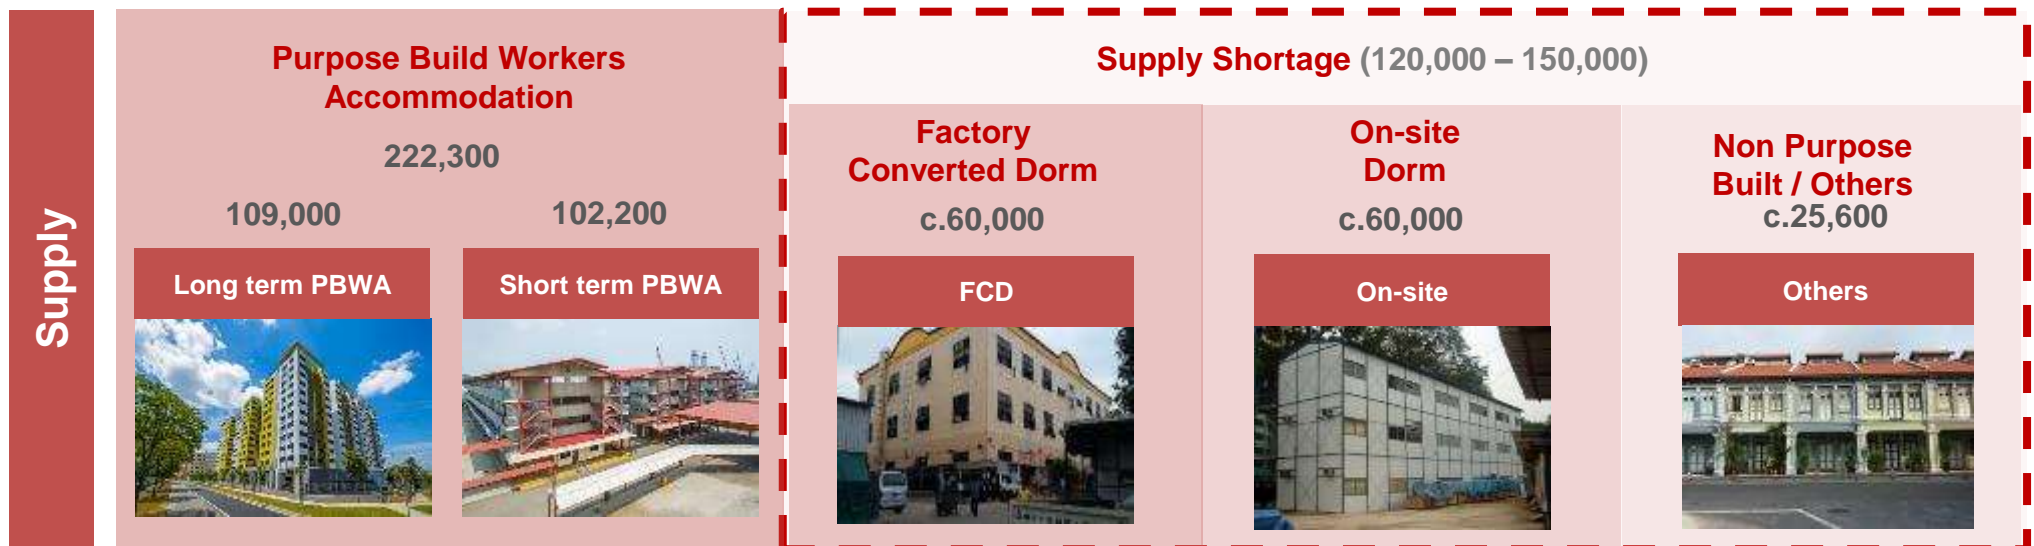 Supply
Purpose Build Workers
Accommodation
222,300
109,000
102,200
Long term PBWA
Short term PBWA
Supply Shortage (120,000 – 150,000)
Factory
Converted Dorm
c.60,000
FCD
On-site
Dorm
c.60,000
On-site
Non Purpose
Built / Others
c.25,600
Others